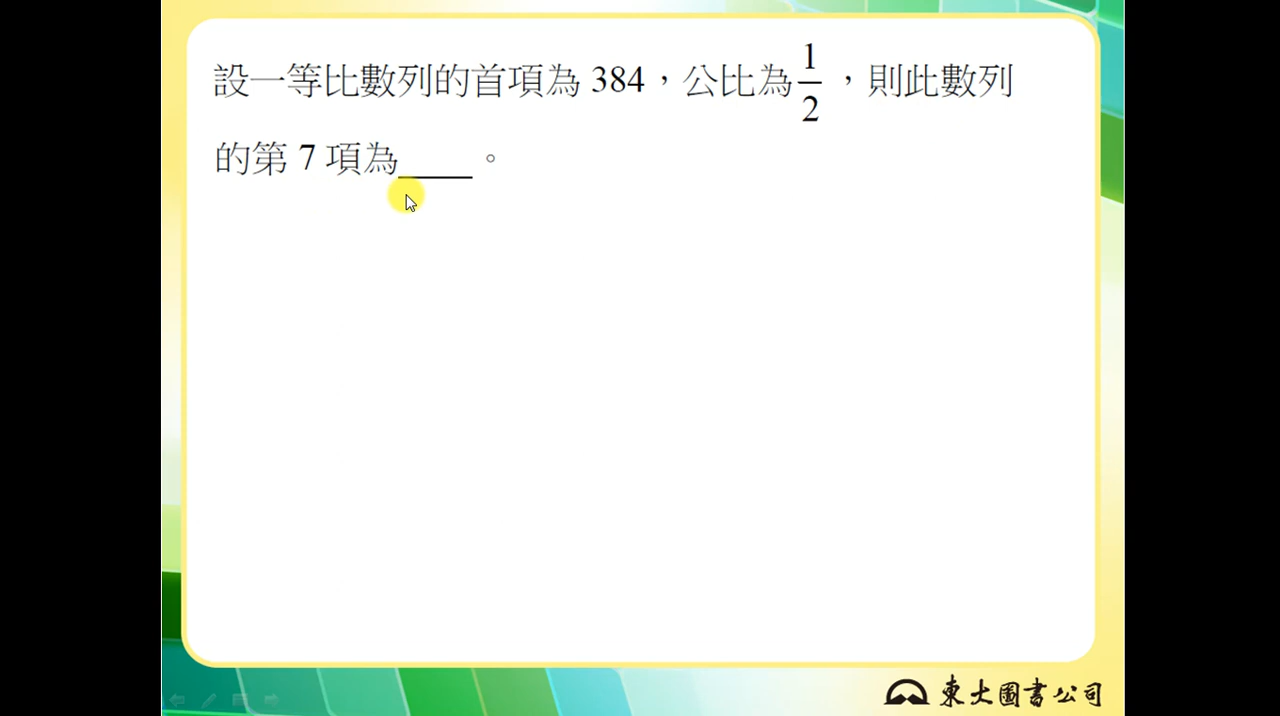 設一等比數列的首項為 384,公比為 1/2 ,則此數列
的第 7 項為____。
東大圖書公司